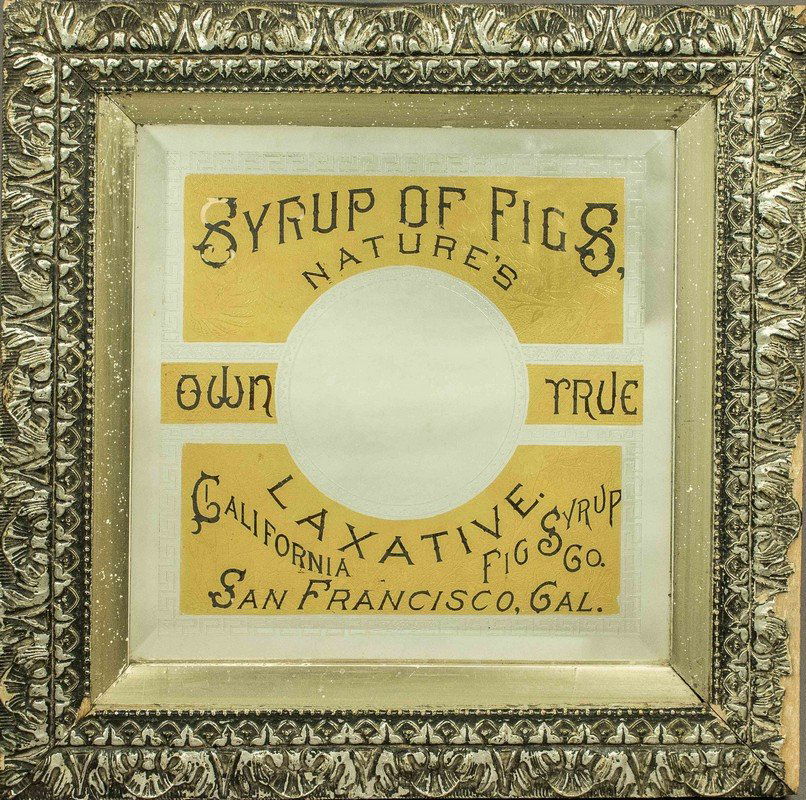 SYRUP OF FIGS,
NATURE'S
OWN TRUE
LAXATIVE.
CALIFORNIA FIG SYRUP CO.
SAN FRANCISCO, CAL.